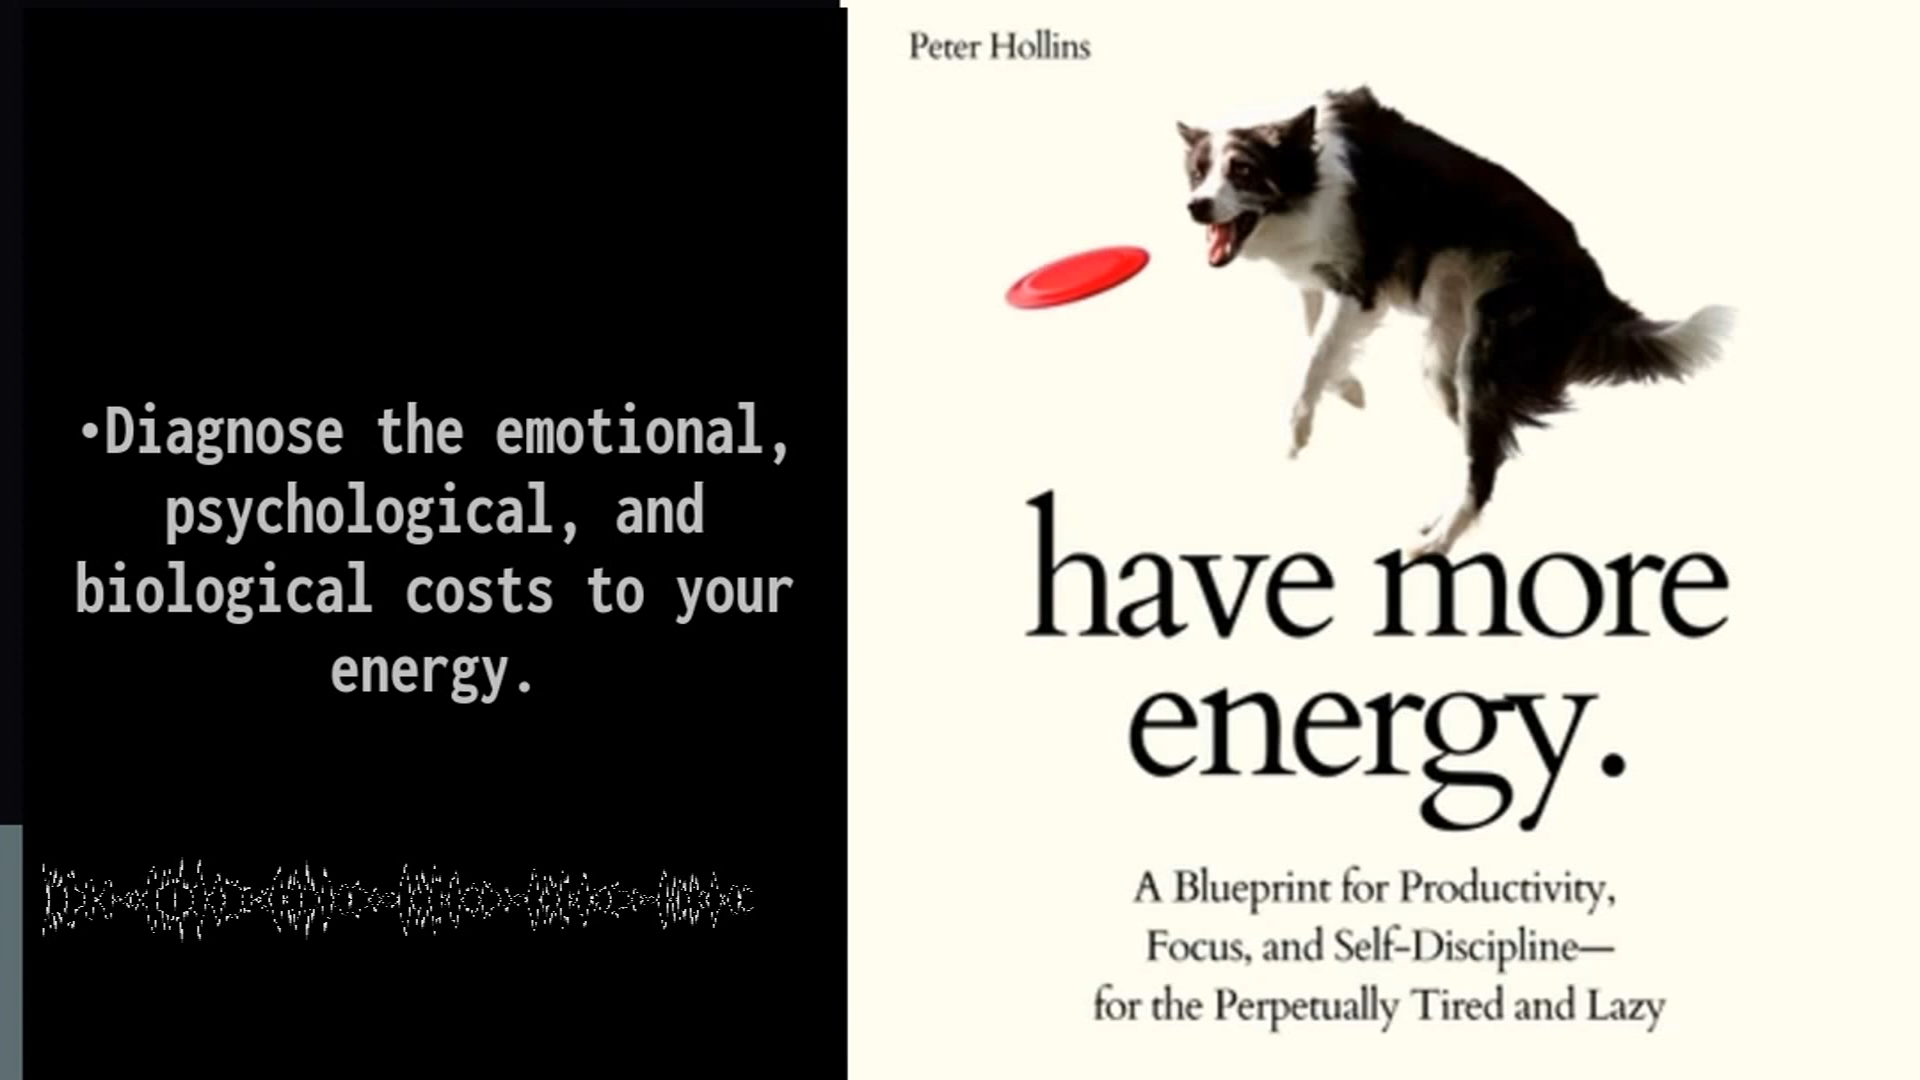 •Diagnose the emotional,
psychological, and
biological costs to your
energy.
Peter Hollins
have more
energy.
A Blueprint for Productivity,
Focus, and Self-Discipline—
for the Perpetually Tired and Lazy